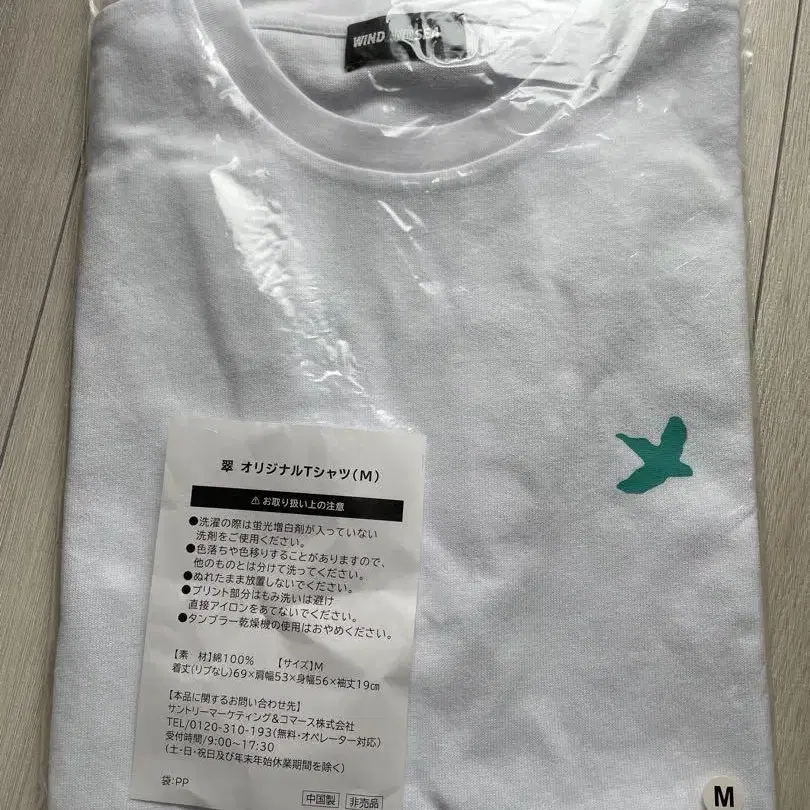 WIND AND SEA
翠 オリジナルTシャツ(M)
⚠お取り扱い上の注意
●洗濯の際は蛍光増白剤が入っていない
洗剤をご使用ください。
●色落ちや色移りすることがありますので、
他のものとは分けて洗ってください。
●ぬれたまま放置しないでください。
●プリント部分はもみ洗いは避け
直接アイロンをあてないでください。
●タンブラー乾燥機の使用はおやめください。
【素 材】綿100% 【サイズ】M
着丈(リブなし)69×肩幅53×身幅56×袖丈19㎝
【本品に関するお問い合わせ先】
サントリーマーケティング&コマース株式会社
TEL/0120-310-193(無料・オペレーター対応)
受付時間/9:00〜17:30
(土・日・祝日及び年末年始休業期間を除く)
袋:PP
中国製 非売品
M